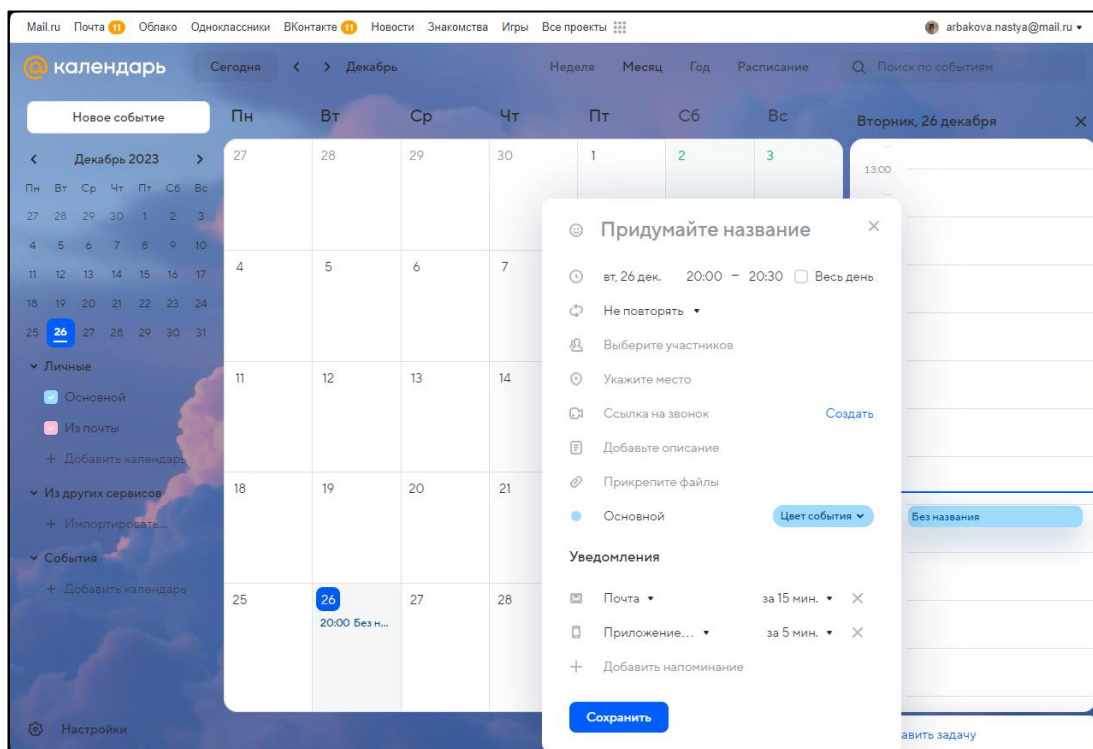 Mail.ru Почта 11 Облако Одноклассники ВКонтакте 11 Новости Знакомства Игры Все проекты arbakova.nastya@mail.ru
календарь
Сегодня Декабрь Неделя Месяц Год Расписание Поиск по событиям
Новое событие
Декабрь 2023
Пн Вт Ср Чт Пт Сб Вс
27 28 29 30 1 2 3
4 5 6 7 8 9 10
11 12 13 14 15 16 17
18 19 20 21 22 23 24
25 26 27 28 29 30 31
Личные
Основной
Из почты
+ Добавить календарь
Из других сервисов
+ Импортировать...
События
+ Добавить календарь
Настройки
Пн Вт Ср Чт Пт Сб Вс
27 28 29 30 1 2 3
4 5 6 7
11 12 13 14
18 19 20 21
25 26 27 28
20:00 Без н...
Придумайте название
вт, 26 дек. 20:00 – 20:30 Весь день
Не повторять
Выберите участников
Укажите место
Ссылка на звонок Создать
Добавьте описание
Прикрепите файлы
Основной Цвет события
Уведомления
Почта за 15 мин.
Приложение... за 5 мин.
Добавить напоминание
Сохранить
Вторник, 26 декабря
13:00
Без названия
авить задачу